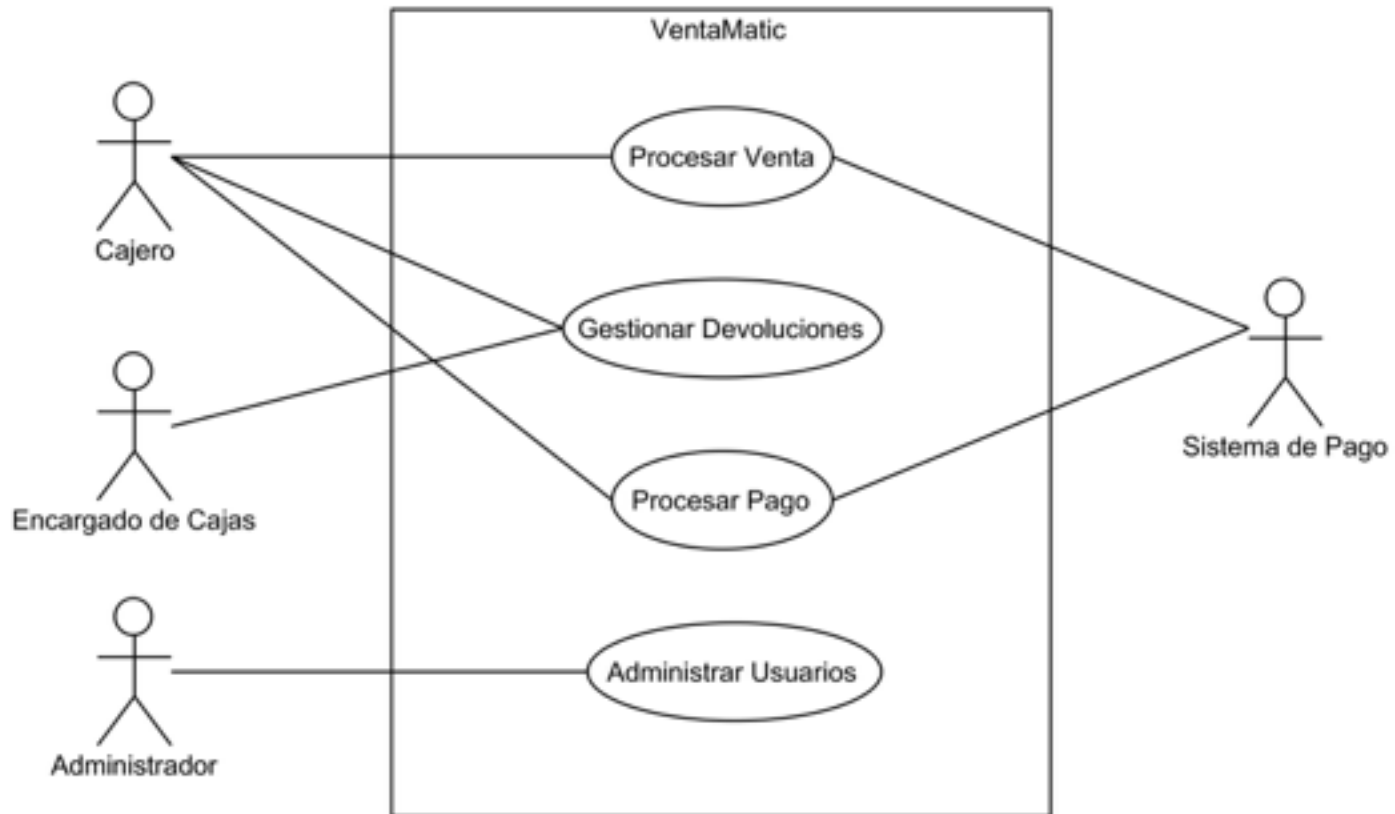 VentaMatic
Procesar Venta
Cajero
Gestionar Devoluciones
Sistema de Pago
Procesar Pago
Encargado de Cajas
Administrar Usuarios
Administrador